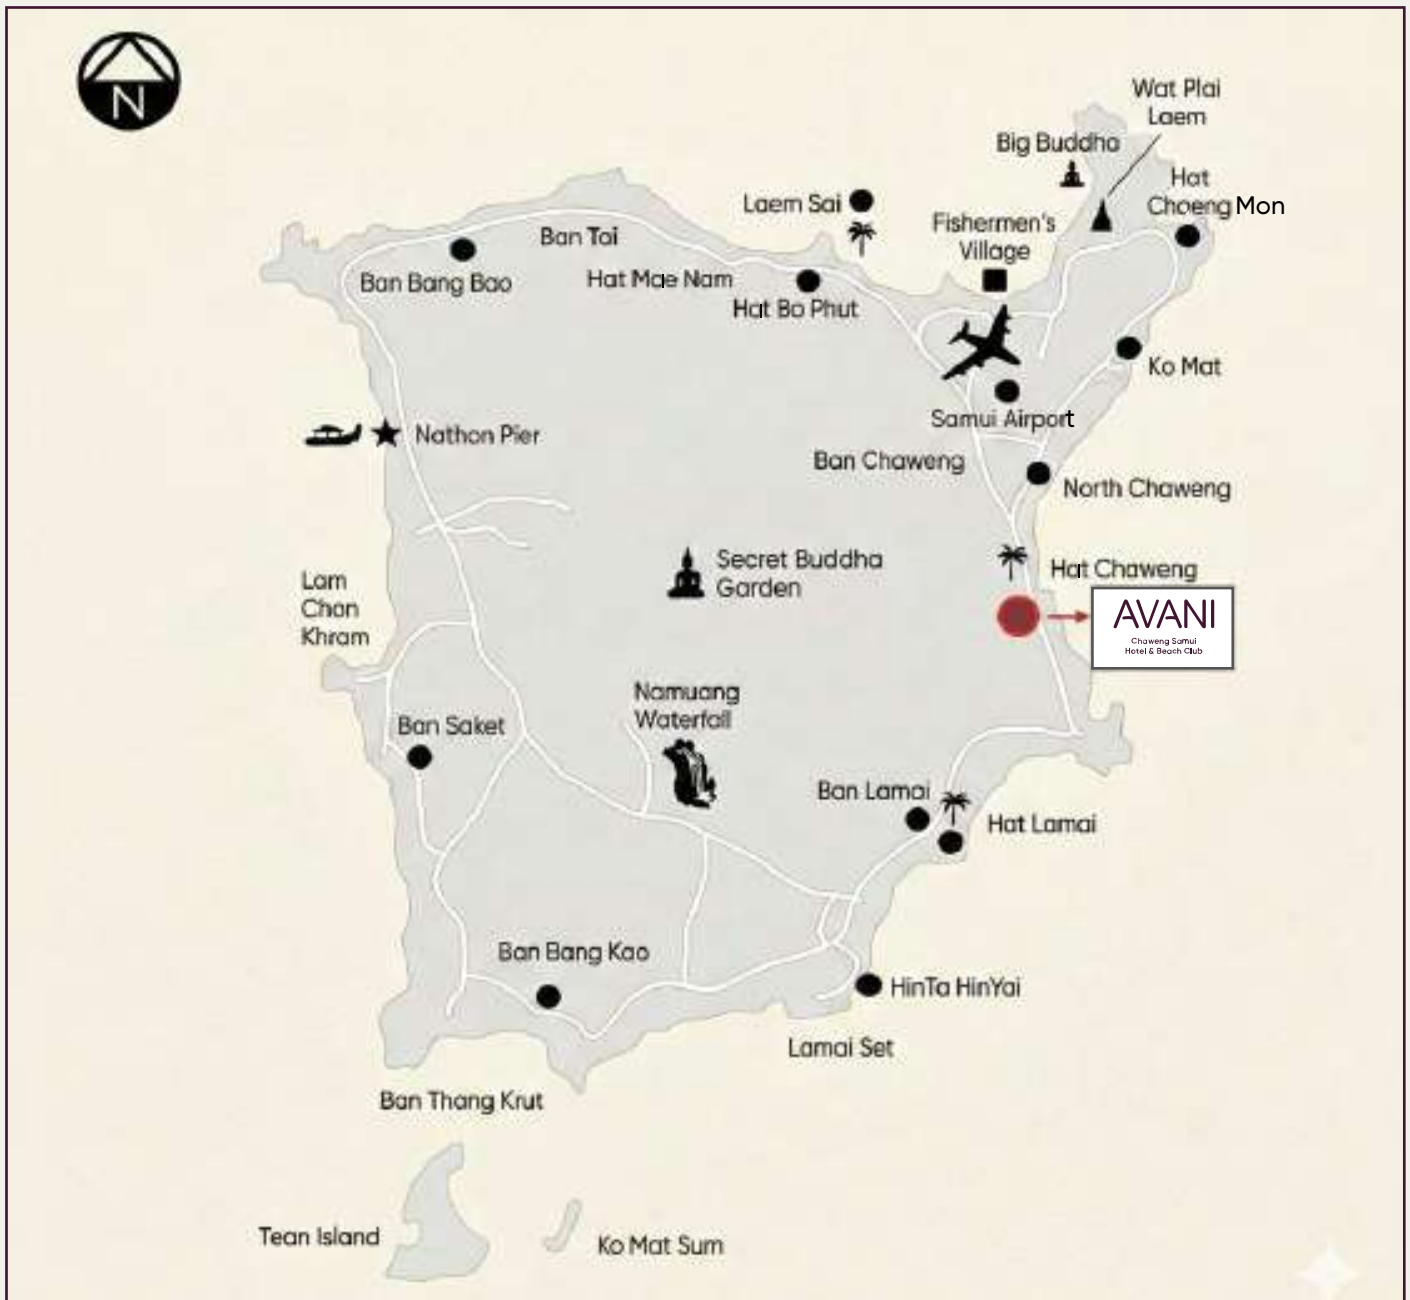 N
Wat Plai
Laem
Big Buddha
Hat
Choeng Mon
Laem Sai
Fishermen's
Village
Ban Tai
Ban Bang Bao
Hat Mae Nam
Hat Bo Phut
Ko Mat
Samui Airport
Nathon Pier
Ban Chaweng
North Chaweng
Secret Buddha
Garden
Hat Chaweng
AVANI
Chaweng Samui
Hotel & Beach Club
Lam
Chon
Khram
Namuang
Waterfall
Ban Saket
Ban Lamai
Hat Lamai
Ban Bang Kao
HinTa HinYai
Lamai Set
Ban Thang Krut
Tean Island
Ko Mat Sum